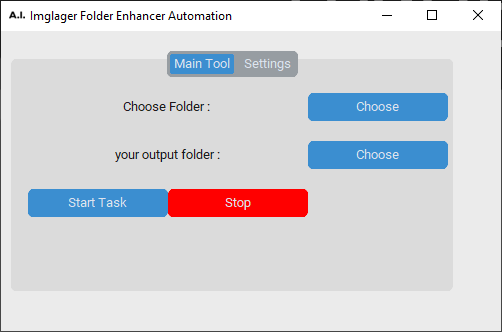 A.I. Imglager Folder Enhancer Automation
Main Tool Settings
Choose Folder : Choose
your output folder : Choose
Start Task Stop